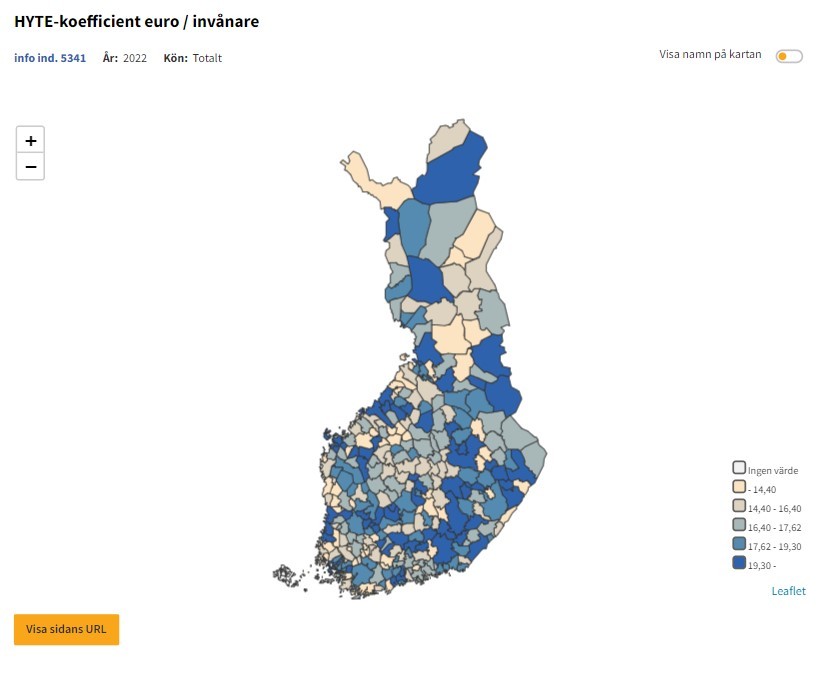 HYTE-koefficient euro / invånare
info ind. 5341 År: 2022 Kön: Totalt
Visa namn på kartan
+
−
Ingen värde
- 14,40
14,40 - 16,40
16,40 - 17,62
17,62 - 19,30
19,30 -
Leaflet
Visa sidans URL